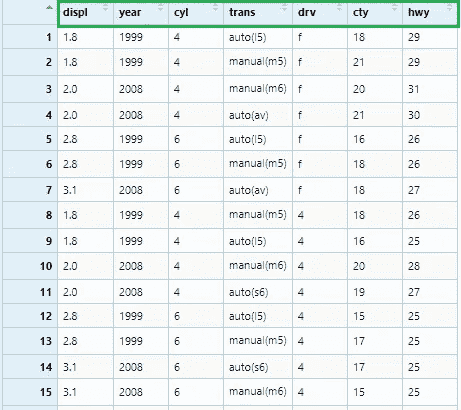 displ year cyl trans drv cty hwy
1 1.8 1999 4 auto(l5) f 18 29
2 1.8 1999 4 manual(m5) f 21 29
3 2.0 2008 4 manual(m6) f 20 31
4 2.0 2008 4 auto(av) f 21 30
5 2.8 1999 6 auto(l5) f 16 26
6 2.8 1999 6 manual(m5) f 18 26
7 3.1 2008 6 auto(av) f 18 27
8 1.8 1999 4 manual(m5) 4 18 26
9 1.8 1999 4 auto(l5) 4 16 25
10 2.0 2008 4 manual(m6) 4 20 28
11 2.0 2008 4 auto(s6) 4 19 27
12 2.8 1999 6 auto(l5) 4 15 25
13 2.8 1999 6 manual(m5) 4 17 25
14 3.1 2008 6 auto(s6) 4 17 25
15 3.1 2008 6 manual(m6) 4 15 25